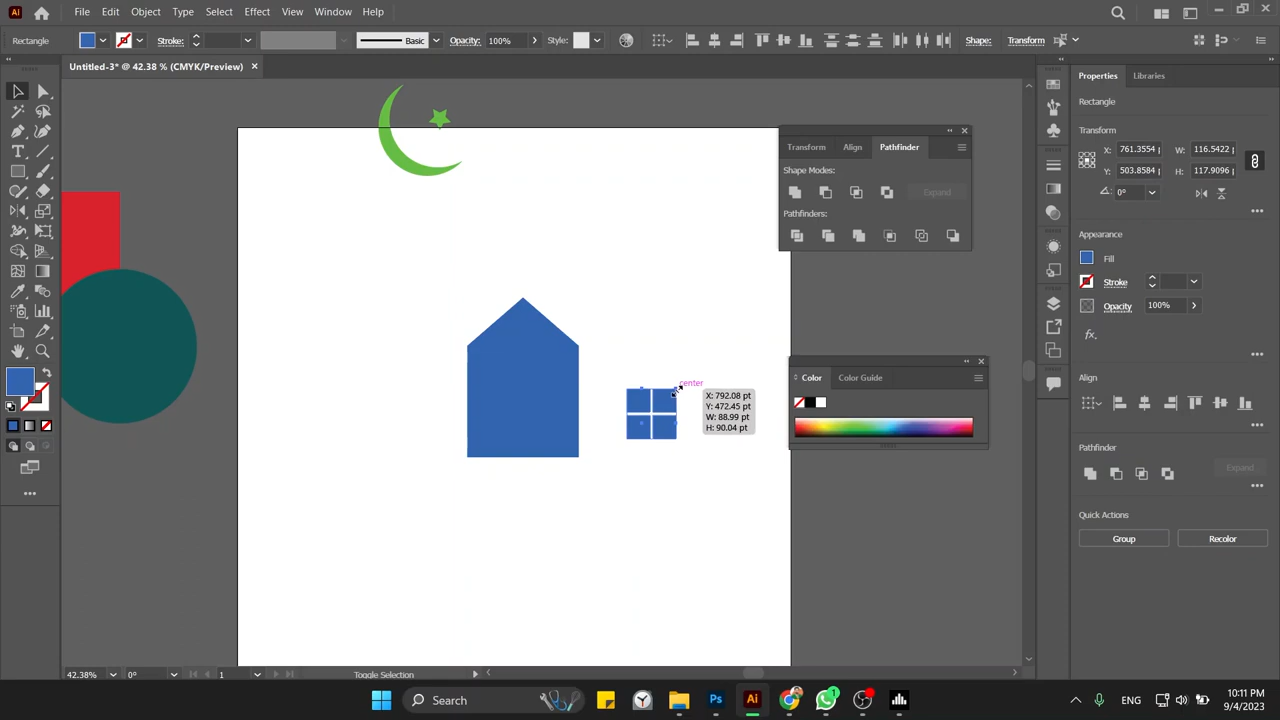 Ai
File Edit Object Type Select Effect View Window Help
Rectangle Stroke: Basic Opacity: 100% Style: Shape: Transform
Untitled-3* @ 42.38 % (CMYK/Preview)
Properties Libraries
Rectangle
Transform
X: 761.3554 W: 116.5422
Y: 503.8584 H: 117.9096
0°
Appearance
Fill
Stroke
Opacity 100%
fx.
Align
Pathfinder
Expand
Quick Actions
Group Recolor
Transform Align Pathfinder
Shape Modes:
Expand
Pathfinders:
Color Color Guide
center
X: 792.08 pt
Y: 472.45 pt
W: 88.99 pt
H: 90.04 pt
42.38% 0° 1 Toggle Selection
Search Ps Ai 1 ENG 10:11 PM
9/4/2023